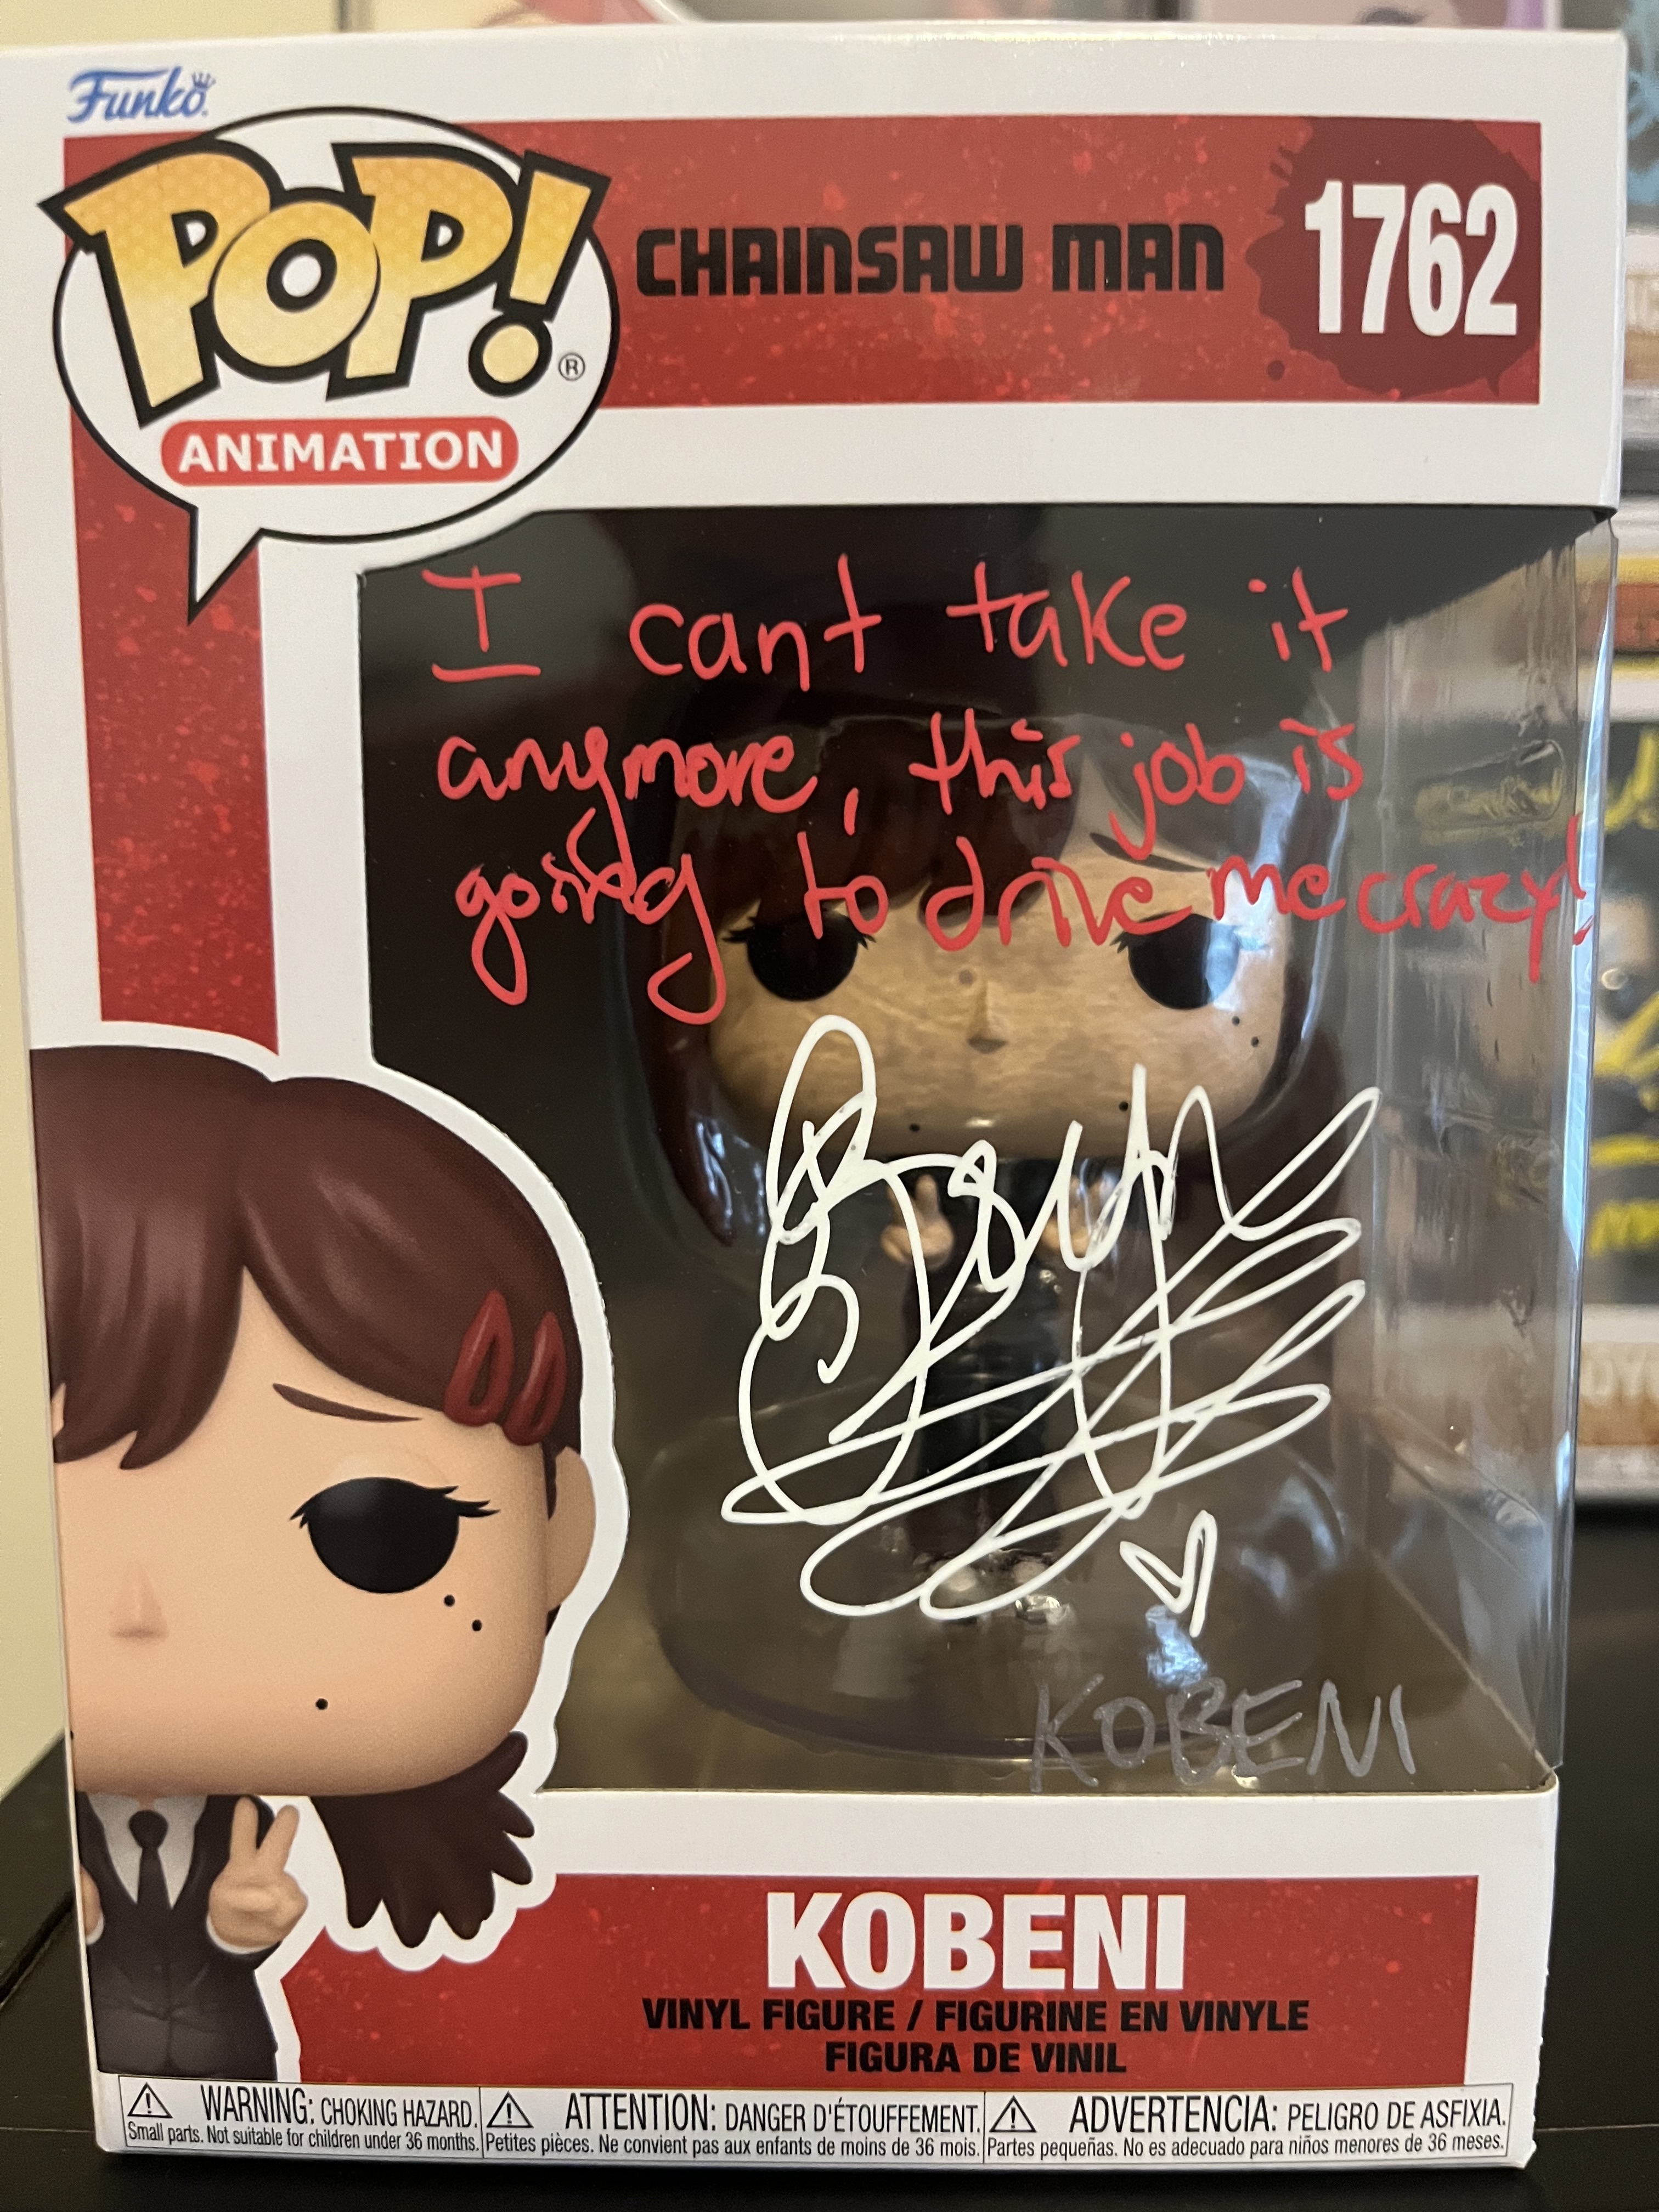 Funko
POP! ®
ANIMATION
CHAINSAW MAN
1762
I cant take it
anymore, this job is
going to drive me crazy!
KOBENI
KOBENI
VINYL FIGURE / FIGURINE EN VINYLE
FIGURA DE VINIL
WARNING: CHOKING HAZARD.
Small parts. Not suitable for children under 36 months.
ATTENTION: DANGER D'ÉTOUFFEMENT.
Petites pièces. Ne convient pas aux enfants de moins de 36 mois.
ADVERTENCIA: PELIGRO DE ASFIXIA.
Partes pequeñas. No es adecuado para niños menores de 36 meses.